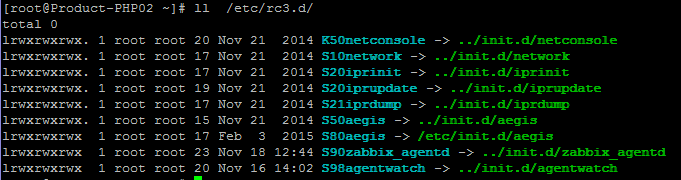 [root@Product-PHP02 ~]# ll  /etc/rc3.d/
total 0
lrwxrwxrwx. 1 root root 20 Nov 21  2014 K50netconsole -> ../init.d/netconsole
lrwxrwxrwx. 1 root root 17 Nov 21  2014 S10network -> ../init.d/network
lrwxrwxrwx. 1 root root 17 Nov 21  2014 S20iprinit -> ../init.d/iprinit
lrwxrwxrwx. 1 root root 19 Nov 21  2014 S20iprupdate -> ../init.d/iprupdate
lrwxrwxrwx. 1 root root 17 Nov 21  2014 S21iprdump -> ../init.d/iprdump
lrwxrwxrwx. 1 root root 15 Nov 21  2014 S50aegis -> ../init.d/aegis
lrwxrwxrwx  1 root root 17 Feb  3  2015 S80aegis -> /etc/init.d/aegis
lrwxrwxrwx  1 root root 23 Nov 18 12:44 S90zabbix_agentd -> ../init.d/zabbix_agentd
lrwxrwxrwx  1 root root 20 Nov 16 14:02 S98agentwatch -> ../init.d/agentwatch